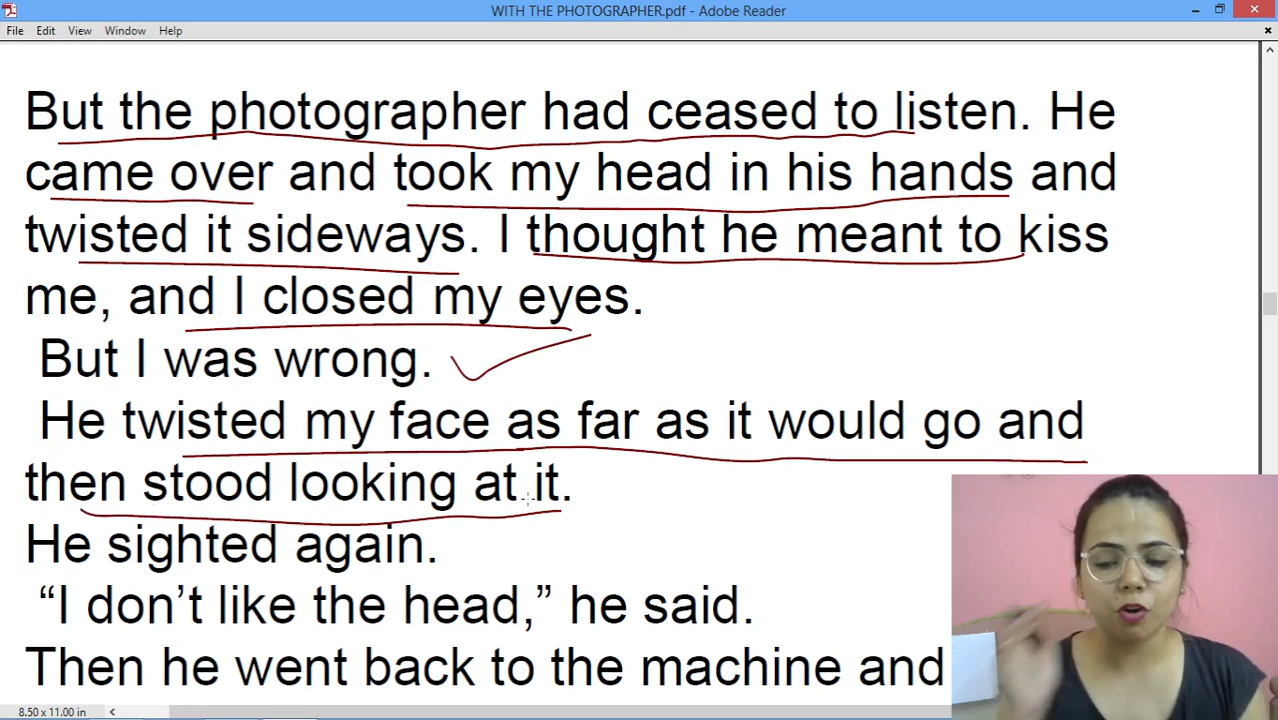 WITH THE PHOTOGRAPHER.pdf - Adobe Reader
File Edit View Window Help
But the photographer had ceased to listen. He
came over and took my head in his hands and
twisted it sideways. I thought he meant to kiss
me, and I closed my eyes.
But I was wrong.
He twisted my face as far as it would go and
then stood looking at it.
He sighted again.
“I don’t like the head,” he said.
Then he went back to the machine and
8.50 x 11.00 in